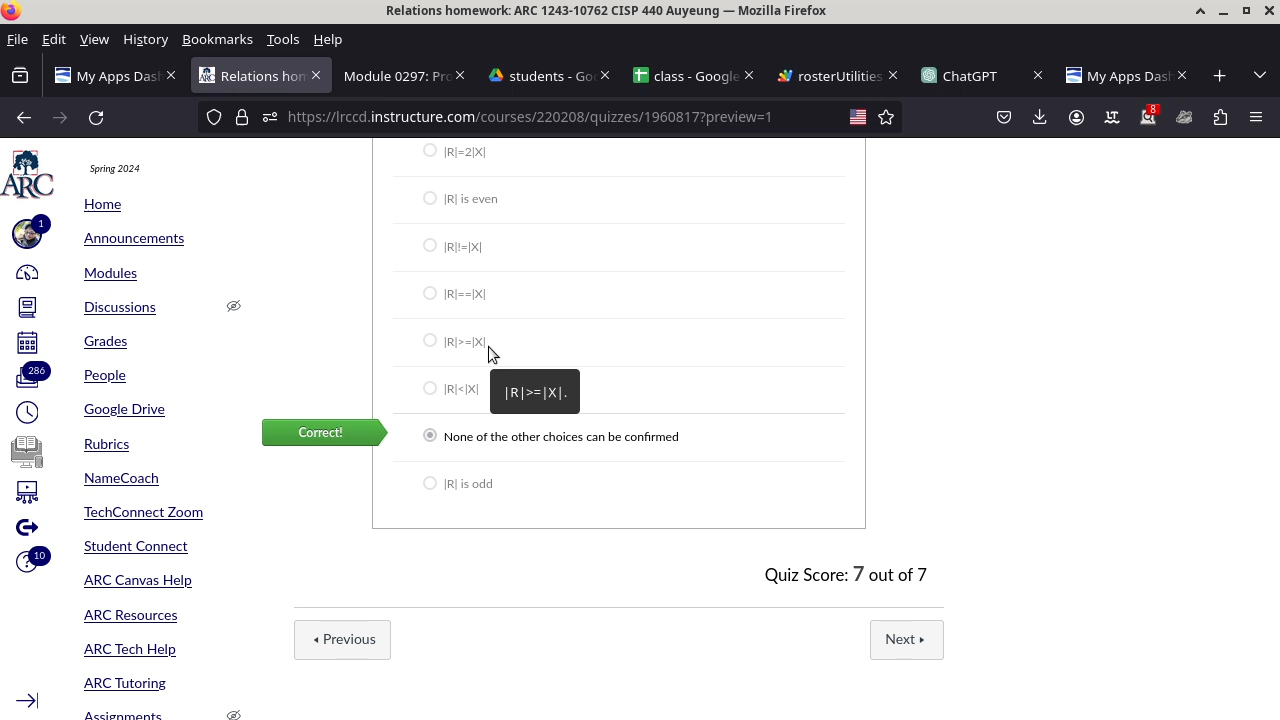 Relations homework: ARC 1243-10762 CISP 440 Auyeung — Mozilla Firefox
File Edit View History Bookmarks Tools Help
My Apps Dash
Relations hom
Module 0297: Pro
students - Goo
class - Google
rosterUtilities
ChatGPT
My Apps Dash
https://lrccd.instructure.com/courses/220208/quizzes/1960817?preview=1
8
ARC
Spring 2024
Home
1
Announcements
Modules
Discussions
Grades
People
286
Google Drive
Rubrics
NameCoach
TechConnect Zoom
Student Connect
10
ARC Canvas Help
ARC Resources
ARC Tech Help
ARC Tutoring
Assignments
|R|=2|X|
|R| is even
|R|!=|X|
|R|==|X|
|R|>=|X|
|R|>=|X|.
|R|<|X|
Correct!
None of the other choices can be confirmed
|R| is odd
Quiz Score: 7 out of 7
Previous
Next